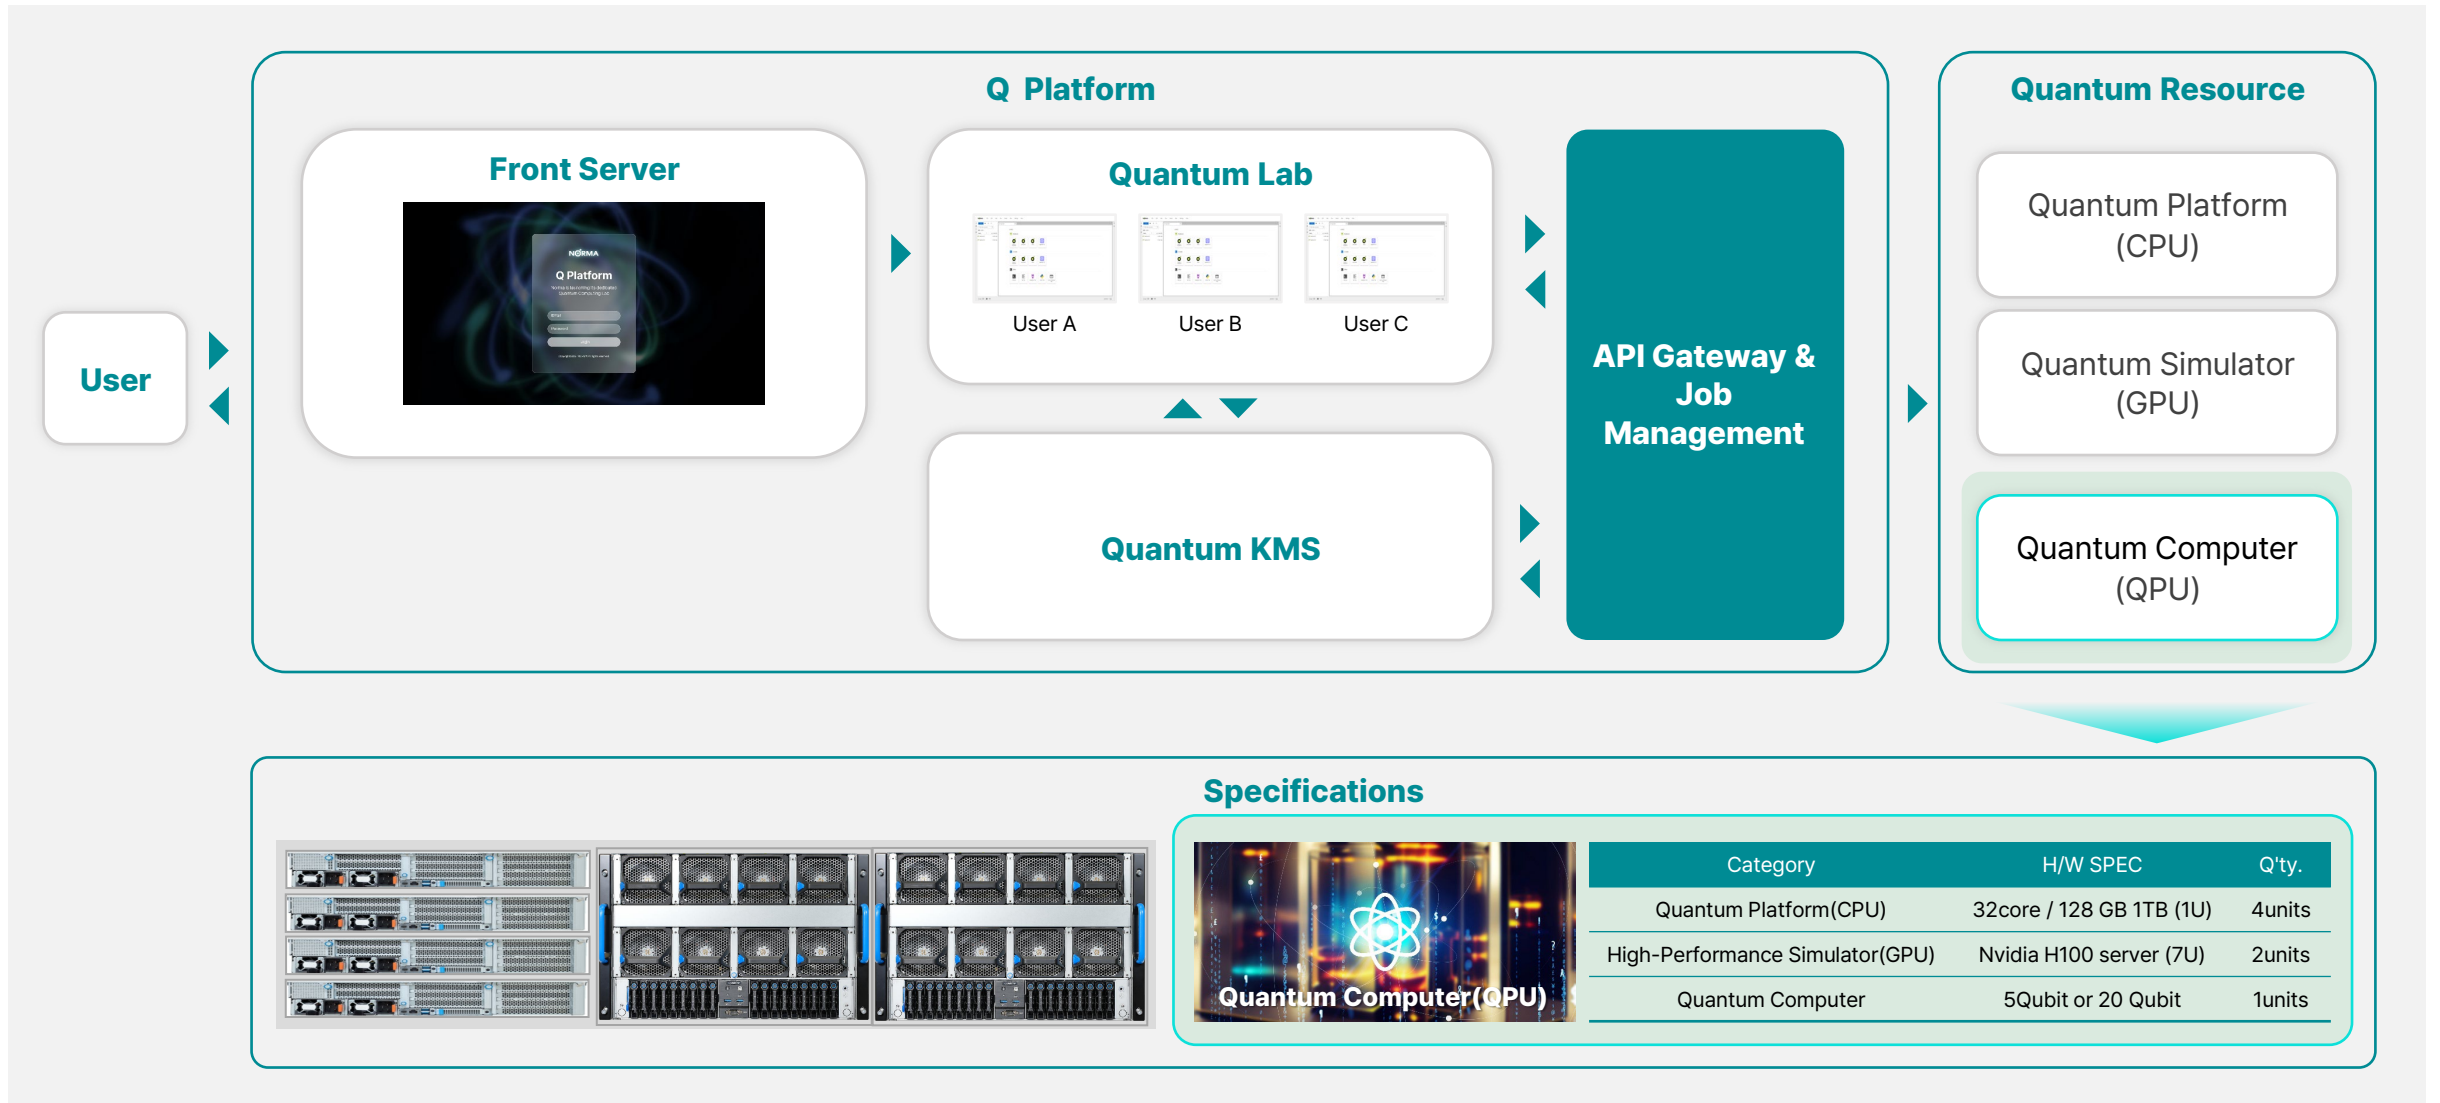 Q Platform
Quantum Resource
Front Server
NORMA
Q Platform
Quantum Lab
User A
User B
User C
User
API Gateway &
Job
Management
Quantum KMS
Quantum Platform
(CPU)
Quantum Simulator
(GPU)
Quantum Computer
(QPU)
Specifications
Quantum Computer(QPU)
Category H/W SPEC Q'ty.
Quantum Platform(CPU) 32core / 128 GB 1TB (1U) 4units
High-Performance Simulator(GPU) Nvidia H100 server (7U) 2units
Quantum Computer 5Qubit or 20 Qubit 1units